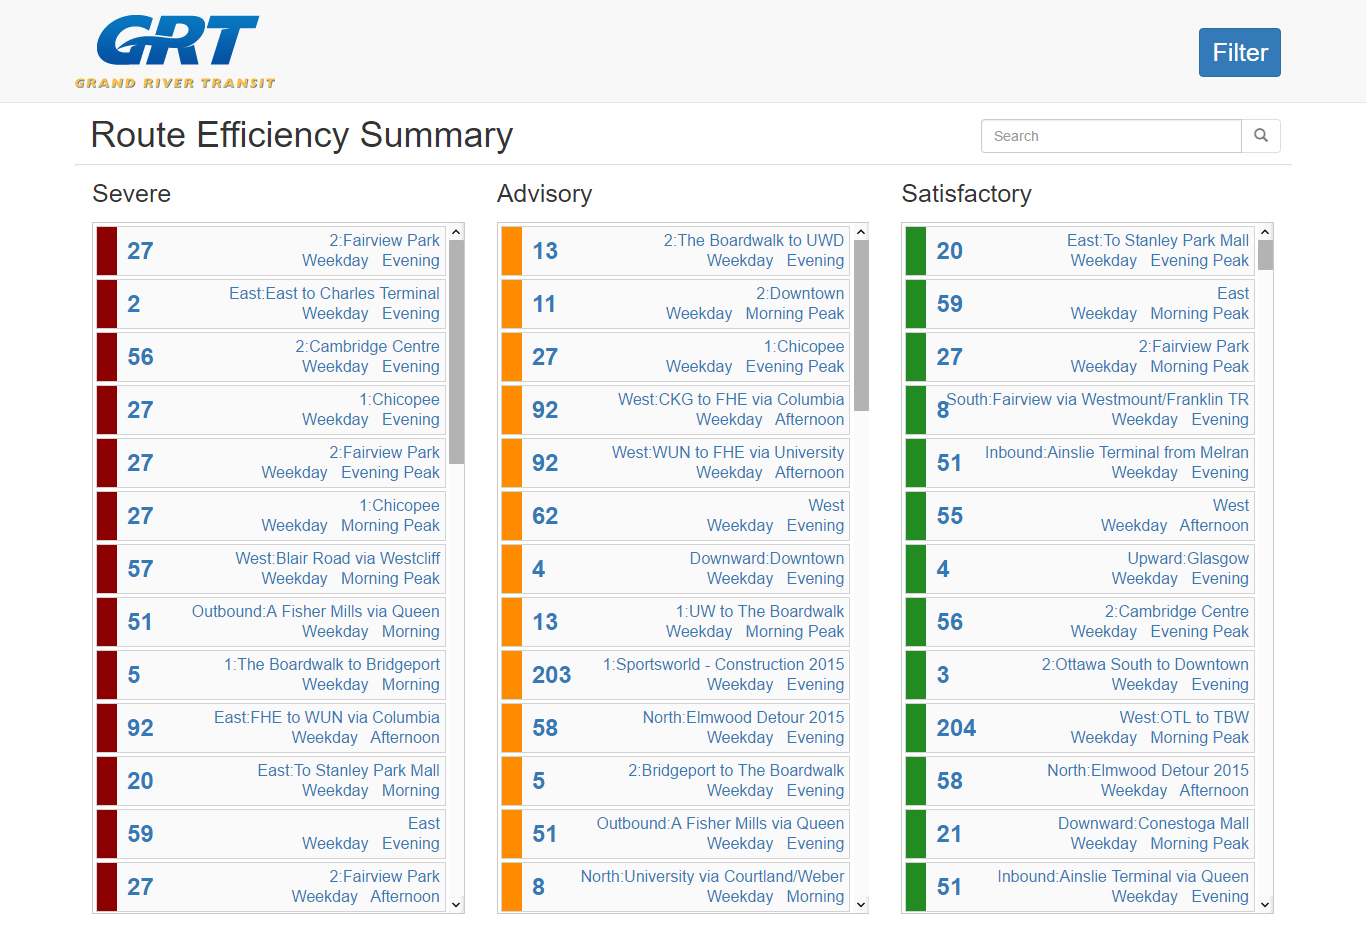 GRT
GRAND RIVER TRANSIT
Filter
Route Efficiency Summary
Search
Severe
27
2:Fairview Park
Weekday Evening
2
East:East to Charles Terminal
Weekday Evening
56
2:Cambridge Centre
Weekday Evening
27
1:Chicopee
Weekday Evening
27
2:Fairview Park
Weekday Evening Peak
27
1:Chicopee
Weekday Morning Peak
57
West:Blair Road via Westcliff
Weekday Morning Peak
51
Outbound:A Fisher Mills via Queen
Weekday Morning
5
1:The Boardwalk to Bridgeport
Weekday Morning
92
East:FHE to WUN via Columbia
Weekday Afternoon
20
East:To Stanley Park Mall
Weekday Morning
59
East
Weekday Evening
27
2:Fairview Park
Weekday Afternoon
Advisory
13
2:The Boardwalk to UWD
Weekday Evening
11
2:Downtown
Weekday Morning Peak
27
1:Chicopee
Weekday Evening Peak
92
West:CKG to FHE via Columbia
Weekday Afternoon
92
West:WUN to FHE via University
Weekday Afternoon
62
West
Weekday Evening
4
Downward:Downtown
Weekday Evening
13
1:UW to The Boardwalk
Weekday Morning Peak
203
1:Sportsworld - Construction 2015
Weekday Evening
58
North:Elmwood Detour 2015
Weekday Evening
5
2:Bridgeport to The Boardwalk
Weekday Evening
51
Outbound:A Fisher Mills via Queen
Weekday Evening
8
North:University via Courtland/Weber
Weekday Morning
Satisfactory
20
East:To Stanley Park Mall
Weekday Evening Peak
59
East
Weekday Morning Peak
27
2:Fairview Park
Weekday Morning Peak
8
South:Fairview via Westmount/Franklin TR
Weekday Evening
51
Inbound:Ainslie Terminal from Melran
Weekday Evening
55
West
Weekday Afternoon
4
Upward:Glasgow
Weekday Evening
56
2:Cambridge Centre
Weekday Evening Peak
3
2:Ottawa South to Downtown
Weekday Evening
204
West:OTL to TBW
Weekday Morning Peak
58
North:Elmwood Detour 2015
Weekday Afternoon
21
Downward:Conestoga Mall
Weekday Morning Peak
51
Inbound:Ainslie Terminal via Queen
Weekday Evening